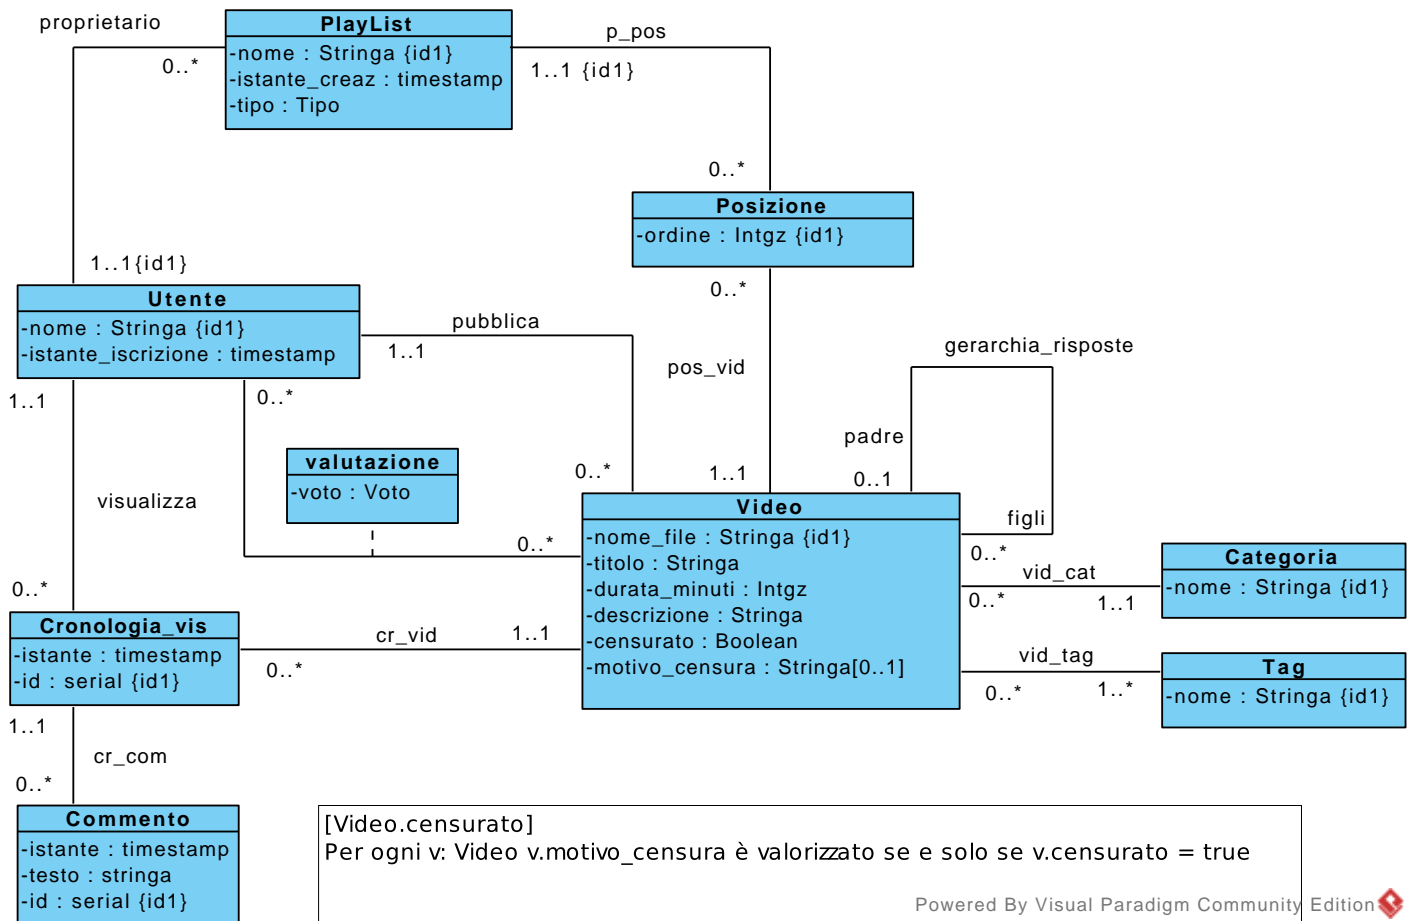 proprietario
PlayList
-nome : Stringa {id1}
-istante_creaz : timestamp
-tipo : Tipo
0..*
p_pos
1..1 {id1}
0..*
Posizione
-ordine : Intgz {id1}
0..*
1..1{id1}
Utente
-nome : Stringa {id1}
-istante_iscrizione : timestamp
pubblica
1..1
pos_vid
gerarchia_risposte
1..1
0..*
padre
0..1
valutazione
-voto : Voto
0..*
1..1
visualizza
0..*
Video
-nome_file : Stringa {id1}
-titolo : Stringa
-durata_minuti : Intgz
-descrizione : Stringa
-censurato : Boolean
-motivo_censura : Stringa[0..1]
figli
0..*
vid_cat
0..*
1..1
Categoria
-nome : Stringa {id1}
0..*
Cronologia_vis
-istante : timestamp
-id : serial {id1}
cr_vid
1..1
0..*
vid_tag
0..*
1..*
Tag
-nome : Stringa {id1}
1..1
cr_com
0..*
Commento
-istante : timestamp
-testo : stringa
-id : serial {id1}
[Video.censurato]
Per ogni v: Video v.motivo_censura è valorizzato se e solo se v.censurato = true
Powered By Visual Paradigm Community Edition